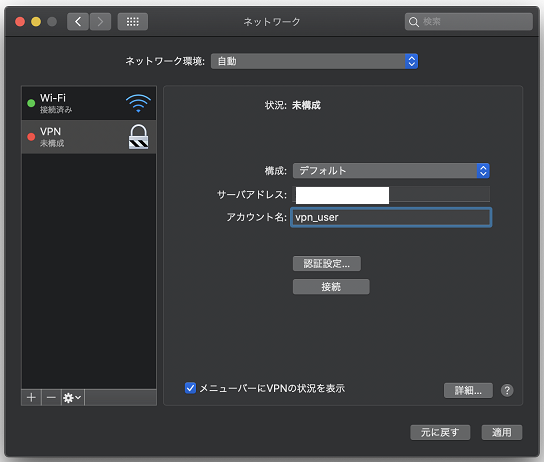 ネットワーク
検索
ネットワーク環境: 自動
Wi-Fi
接続済み
VPN
未構成
状況: 未構成
構成: デフォルト
サーバアドレス:
アカウント名: vpn_user
認証設定...
接続
メニューバーにVPNの状況を表示
詳細...
?
元に戻す
適用